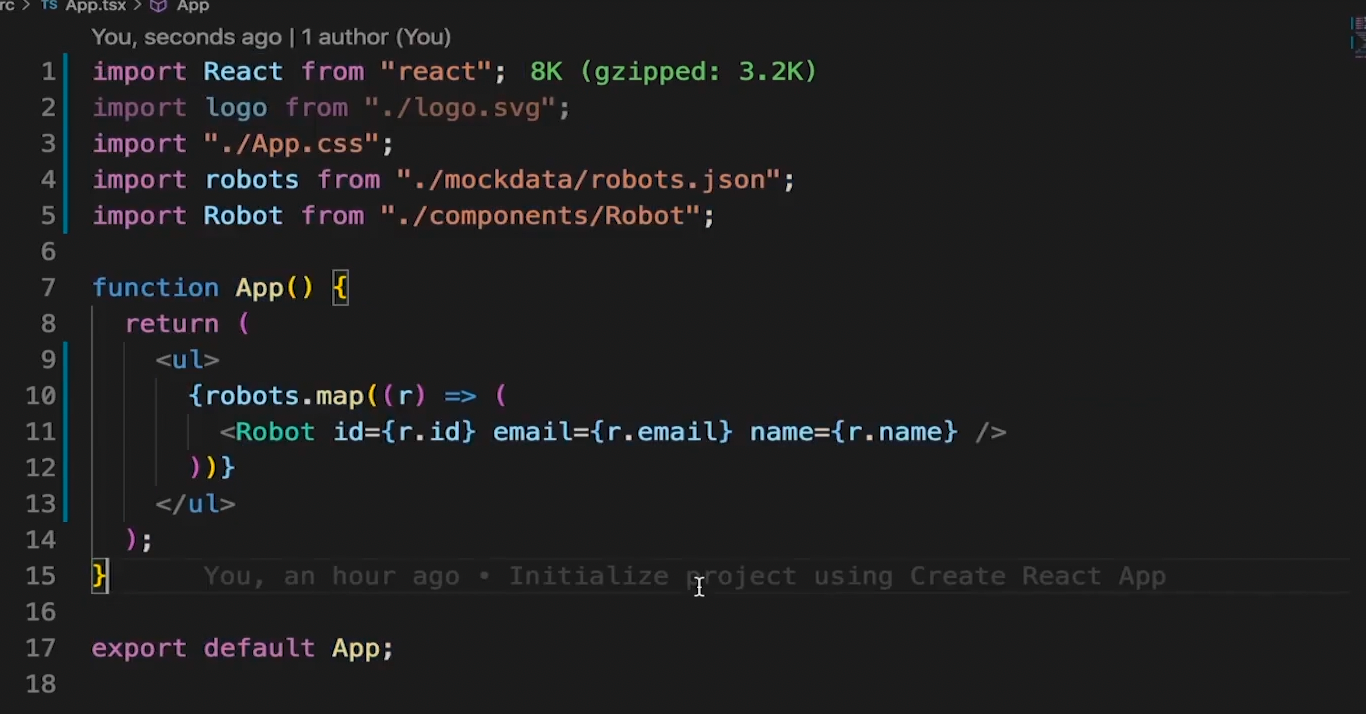 rc > TS App.tsx > App
You, seconds ago | 1 author (You)
1 import React from "react"; 8K (gzipped: 3.2K)
2 import logo from "./logo.svg";
3 import "./App.css";
4 import robots from "./mockdata/robots.json";
5 import Robot from "./components/Robot";
6
7 function App() {
8 return (
9 <ul>
10 {robots.map((r) => (
11 <Robot id={r.id} email={r.email} name={r.name} />
12 ))}
13 </ul>
14 );
15 } You, an hour ago • Initialize project using Create React App
16
17 export default App;
18